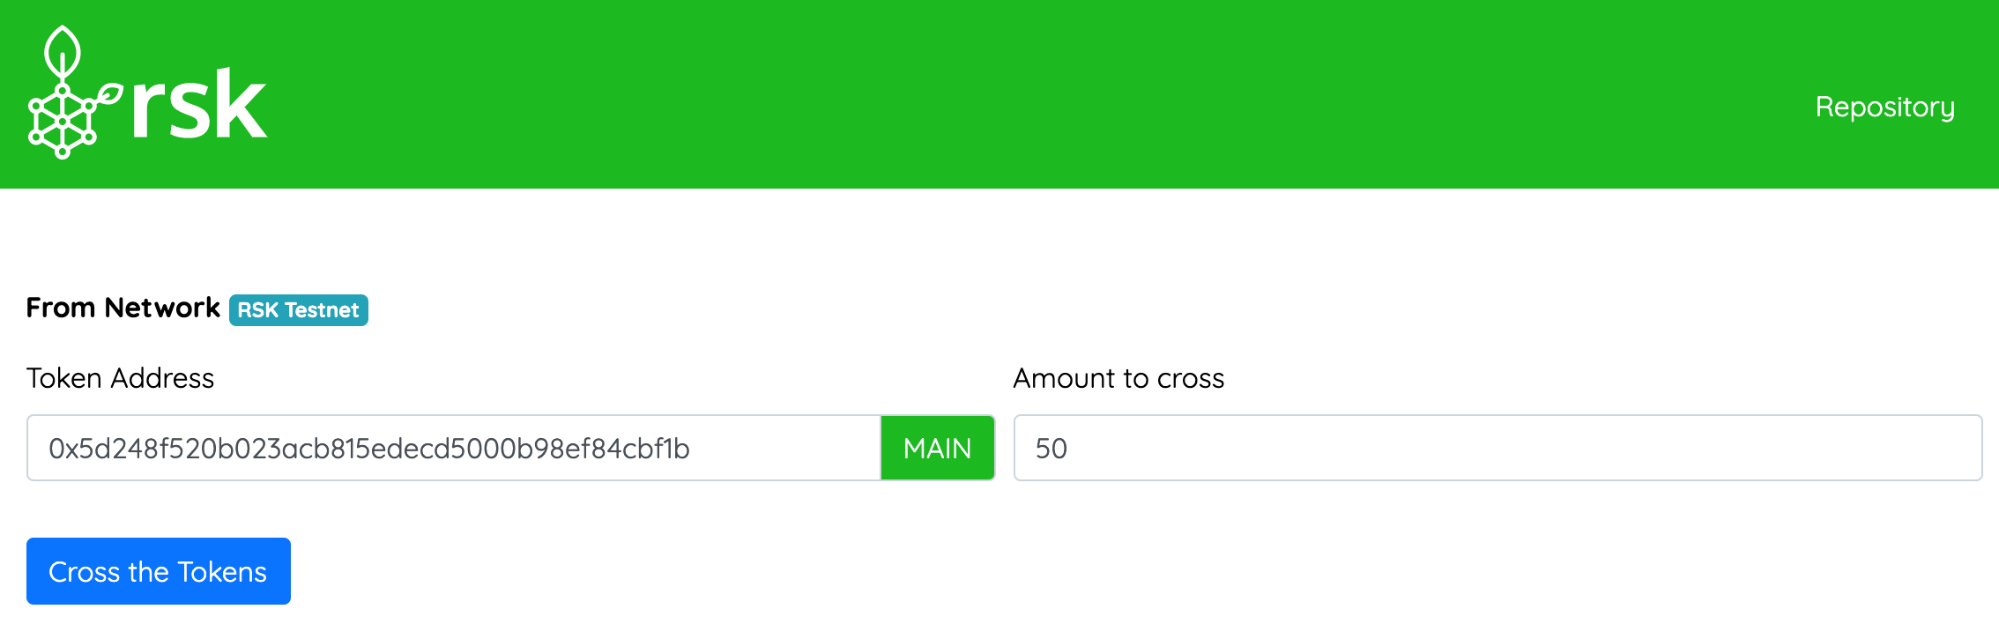 rsk
Repository
From Network RSK Testnet
Token Address
Amount to cross
0x5d248f520b023acb815edecd5000b98ef84cbf1b MAIN
50
Cross the Tokens